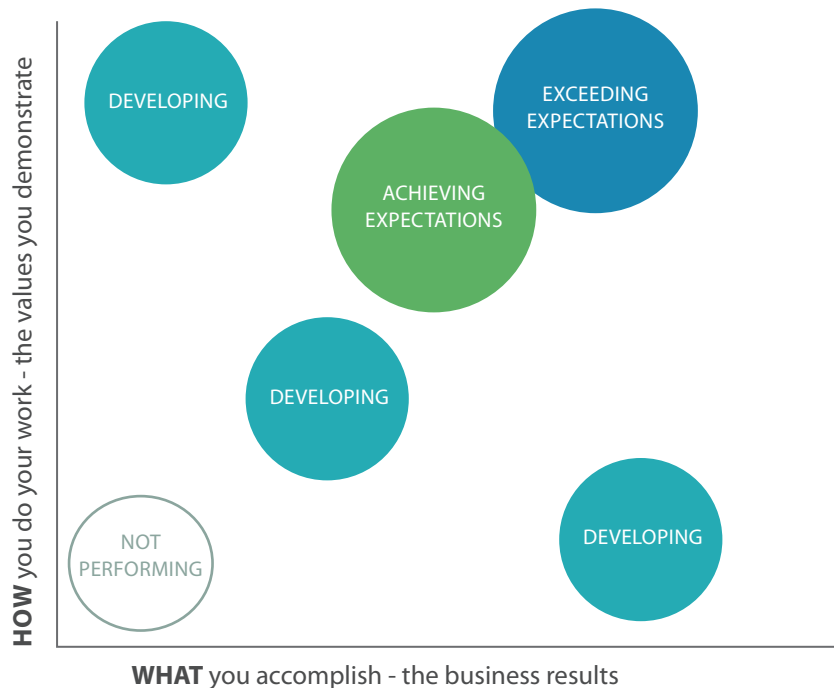 HOW you do your work - the values you demonstrate
DEVELOPING
EXCEEDING
EXPECTATIONS
ACHIEVING
EXPECTATIONS
DEVELOPING
NOT
PERFORMING
DEVELOPING
WHAT you accomplish - the business results